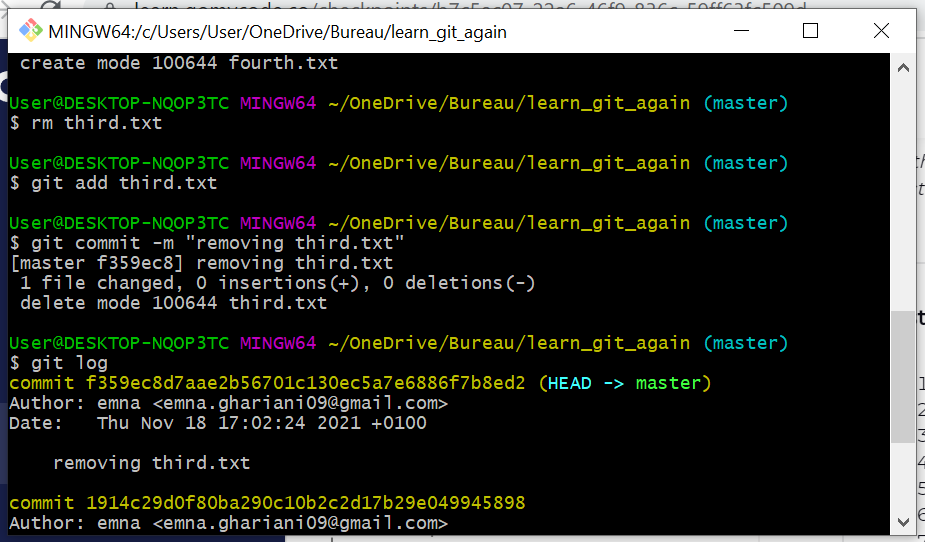 MINGW64:/c/Users/User/OneDrive/Bureau/learn_git_again
create mode 100644 fourth.txt
User@DESKTOP-NQOP3TC MINGW64 ~/OneDrive/Bureau/learn_git_again (master)
$ rm third.txt
User@DESKTOP-NQOP3TC MINGW64 ~/OneDrive/Bureau/learn_git_again (master)
$ git add third.txt
User@DESKTOP-NQOP3TC MINGW64 ~/OneDrive/Bureau/learn_git_again (master)
$ git commit -m "removing third.txt"
[master f359ec8] removing third.txt
1 file changed, 0 insertions(+), 0 deletions(-)
delete mode 100644 third.txt
User@DESKTOP-NQOP3TC MINGW64 ~/OneDrive/Bureau/learn_git_again (master)
$ git log
commit f359ec8d7aae2b56701c130ec5a7e6886f7b8ed2 (HEAD -> master)
Author: emna <emna.ghariani09@gmail.com>
Date:   Thu Nov 18 17:02:24 2021 +0100
removing third.txt
commit 1914c29d0f80ba290c10b2c2d17b29e049945898
Author: emna <emna.ghariani09@gmail.com>